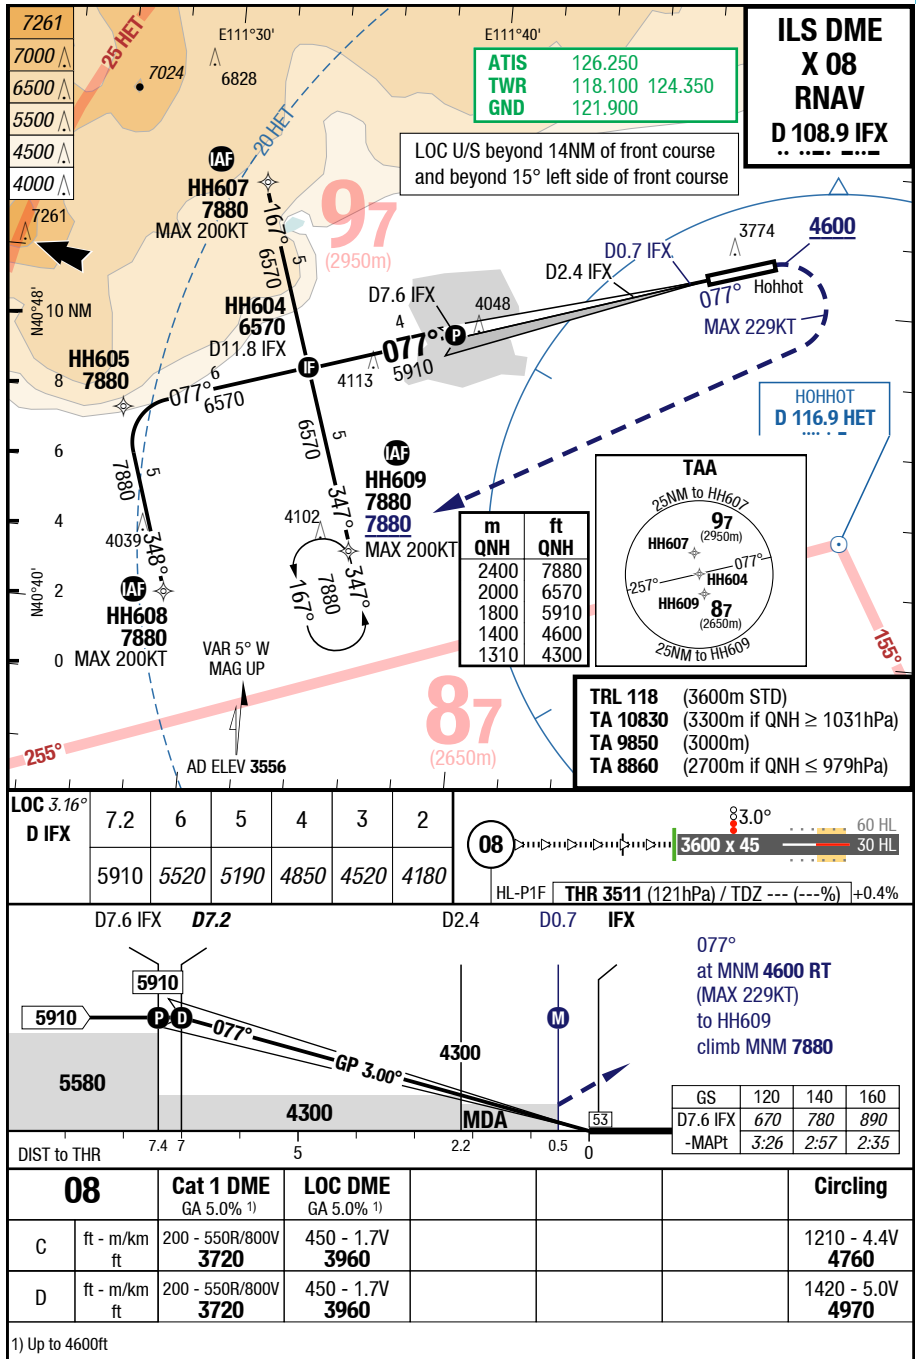 7261
7000
6500
5500
4500
4000
7261
25 HET
7024
6828
E111°30'
E111°40'
20 HET
ATIS 126.250
TWR 118.100 124.350
GND 121.900
ILS DME
X 08
RNAV
D 108.9 IFX
LOC U/S beyond 14NM of front course
and beyond 15° left side of front course
IAF
HH607
7880
MAX 200KT
167°
5
6570
97
(2950m)
3774
4600
D0.7 IFX
D2.4 IFX
077°
Hohhot
MAX 229KT
D7.6 IFX
4048
P
N40°48'
10 NM
8
6
4
2
0
HH604
6570
D11.8 IFX
IF
4
077°
5910
4113
HH605
7880
077°
6
6570
HOHHOT
D 116.9 HET
6570
5
347°
IAF
HH609
7880
7880
MAX 200KT
5
7880
348°
4039
4102
167°
7880
347°
IAF
HH608
7880
MAX 200KT
N40°40'
m ft
QNH QNH
2400 7880
2000 6570
1800 5910
1400 4600
1310 4300
TAA
25NM to HH607
97
(2950m)
HH607
077°
257°
HH604
HH609
87
(2650m)
25NM to HH609
155°
VAR 5° W
MAG UP
255°
AD ELEV 3556
87
(2650m)
TRL 118 (3600m STD)
TA 10830 (3300m if QNH ≥ 1031hPa)
TA 9850 (3000m)
TA 8860 (2700m if QNH ≤ 979hPa)
LOC 3.16°
D IFX
7.2 6 5 4 3 2
5910 5520 5190 4850 4520 4180
08
3.0°
60 HL
3600 x 45
30 HL
HL-P1F THR 3511 (121hPa) / TDZ --- (---%) +0.4%
D7.6 IFX D7.2 D2.4 D0.7 IFX
5910
5910
P D
077°
GP 3.00°
M
4300
5580
4300
MDA
53
077°
at MNM 4600 RT
(MAX 229KT)
to HH609
climb MNM 7880
GS 120 140 160
D7.6 IFX 670 780 890
-MAPt 3:26 2:57 2:35
DIST to THR 7.4 7 5 2.2 0.5 0
08 Cat 1 DME LOC DME Circling
GA 5.0% 1) GA 5.0% 1)
C ft - m/km 200 - 550R/800V 450 - 1.7V 1210 - 4.4V
ft 3720 3960 4760
D ft - m/km 200 - 550R/800V 450 - 1.7V 1420 - 5.0V
ft 3720 3960 4970
1) Up to 4600ft